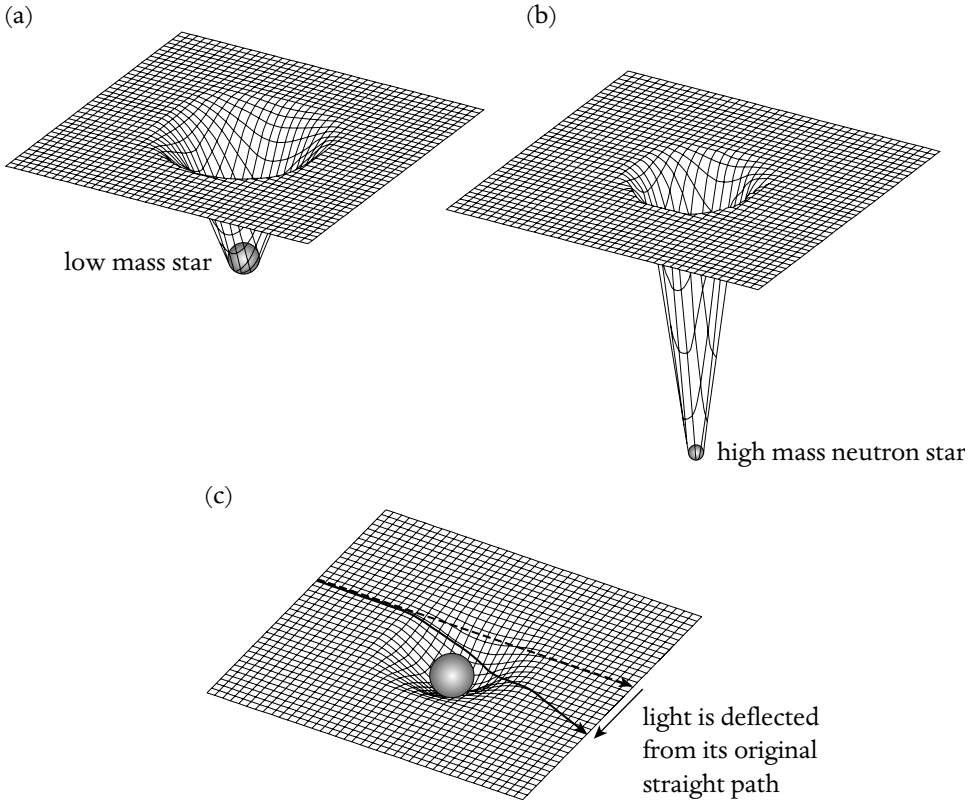 (a)
(b)
low mass star
high mass neutron star
(c)
light is deflected
from its original
straight path